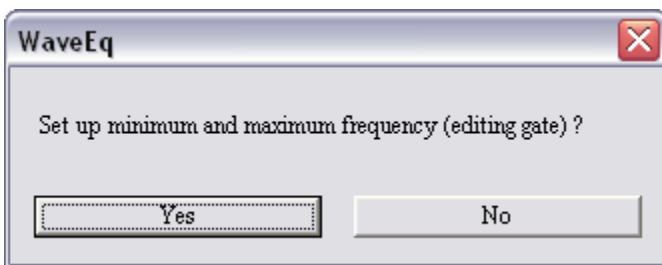 WaveEq
Set up minimum and maximum frequency (editing gate) ?
Yes
No